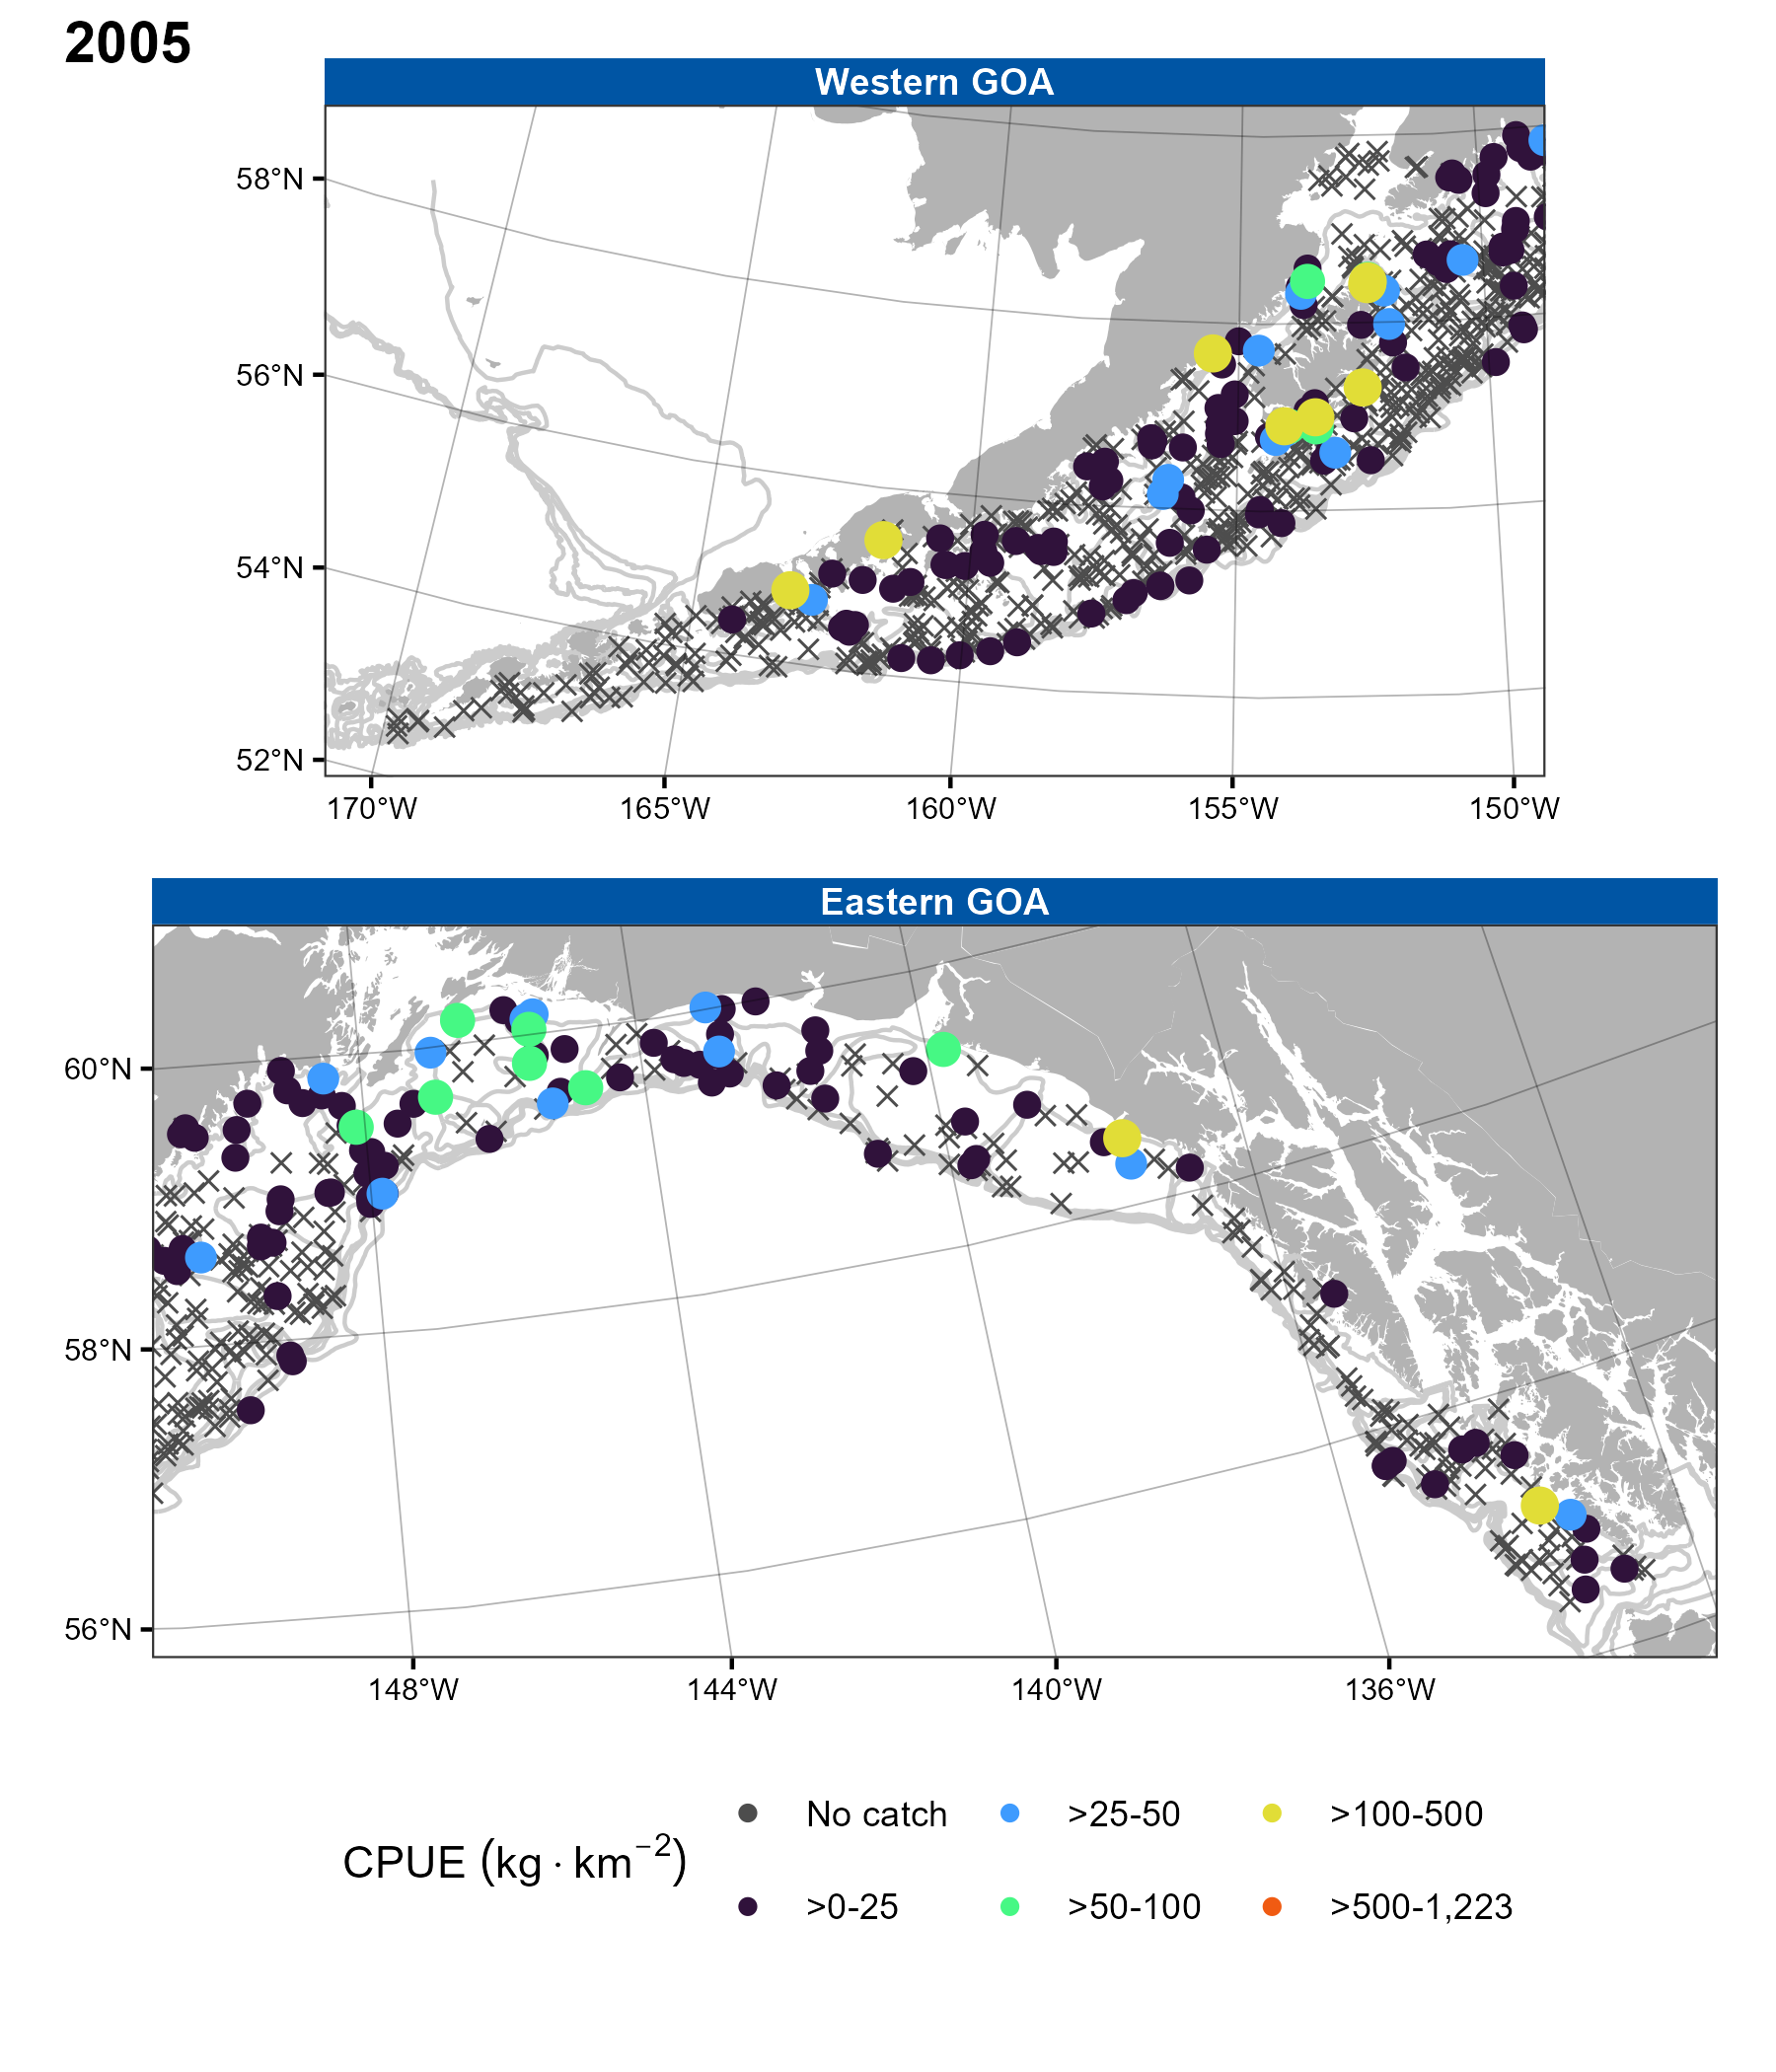 2005
Western GOA
58°N
56°N
54°N
52°N
170°W 165°W 160°W 155°W 150°W
Eastern GOA
60°N
58°N
56°N
148°W 144°W 140°W 136°W
CPUE (kg · km⁻²)
No catch >25-50 >100-500
>0-25 >50-100 >500-1,223